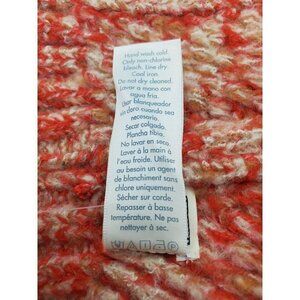 Hand wash cold.
Only non-chlorine
bleach. Line dry.
Cool iron.
Do not dry cleaned.
Lavar a mano con
agua fria.
Usar blanqueador
sin cloro cuando sea
necesario.
Secar colgado.
Plancha tibia.
No lavar en seco.
Laver à la main à
l'eau froide. Utiliser
au besoin un agent
de blanchiment sans
chlore uniquement.
Sécher sur corde.
Repasser à basse
température. Ne pas
nettoyer à sec.